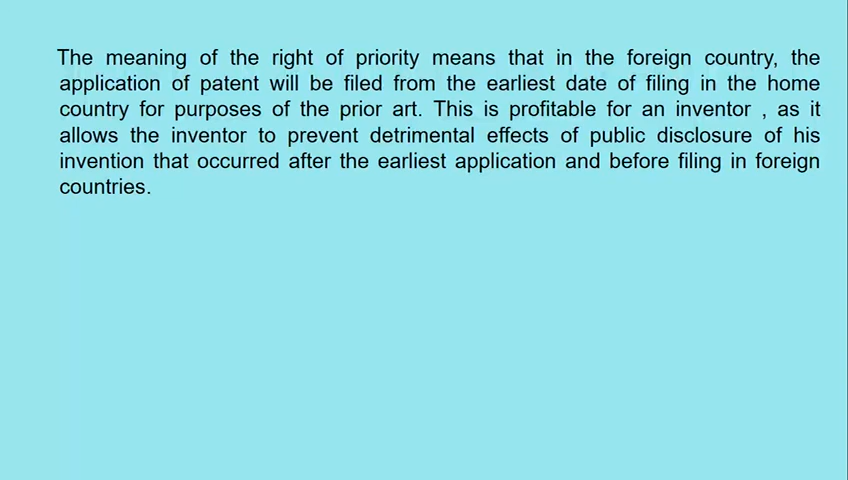 The meaning of the right of priority means that in the foreign country, the
application of patent will be filed from the earliest date of filing in the home
country for purposes of the prior art. This is profitable for an inventor , as it
allows the inventor to prevent detrimental effects of public disclosure of his
invention that occurred after the earliest application and before filing in foreign
countries.